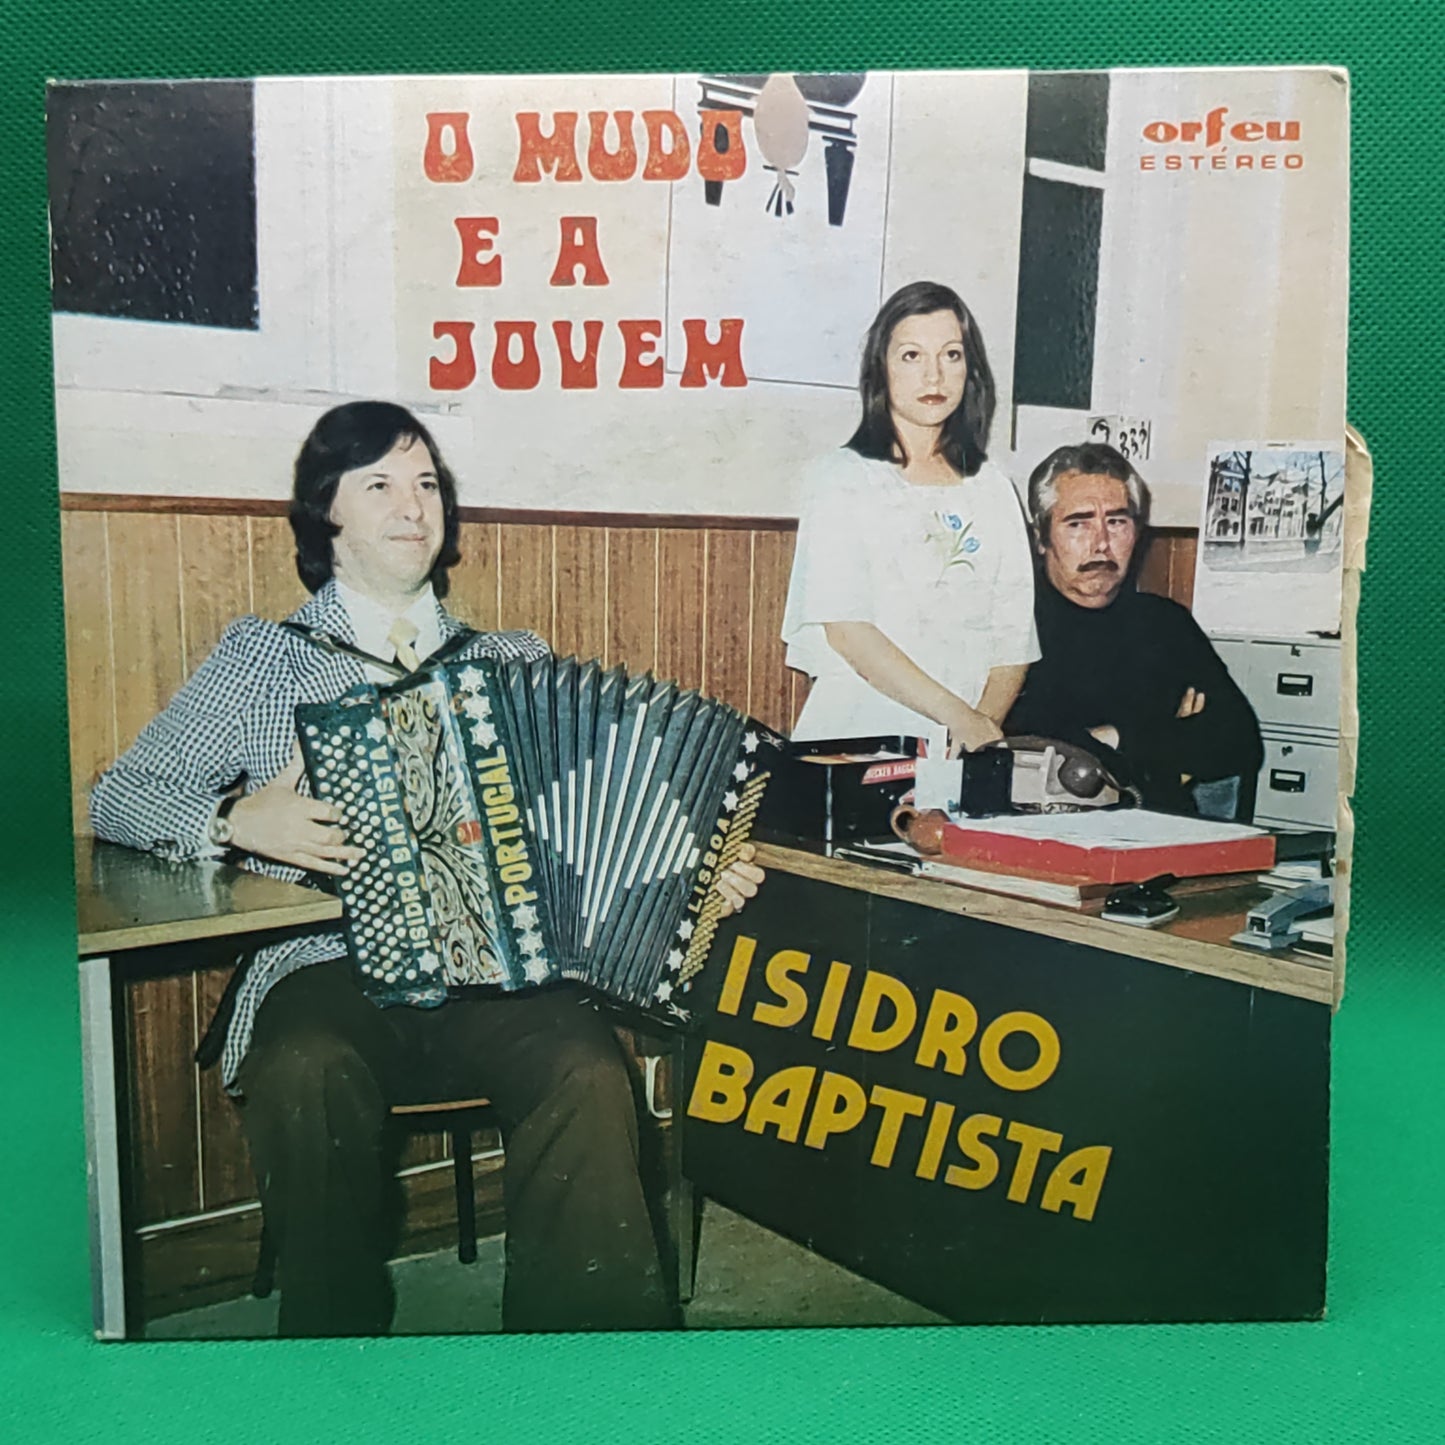 O MUDO
E A
JOVEM
orfeu
ESTÉREO
ISIDRO BAPTISTA
PORTUGAL
LISBOA
ISIDRO
BAPTISTA